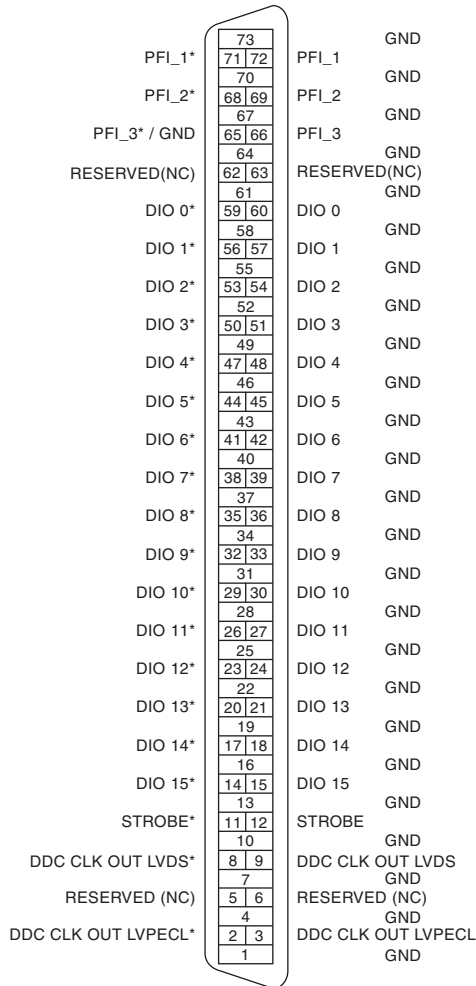 73 GND
PFI_1* 71 72 PFI_1
70 GND
PFI_2* 68 69 PFI_2
67 GND
PFI_3* / GND 65 66 PFI_3
64 GND
RESERVED(NC) 62 63 RESERVED(NC)
61 GND
DIO 0* 59 60 DIO 0
58 GND
DIO 1* 56 57 DIO 1
55 GND
DIO 2* 53 54 DIO 2
52 GND
DIO 3* 50 51 DIO 3
49 GND
DIO 4* 47 48 DIO 4
46 GND
DIO 5* 44 45 DIO 5
43 GND
DIO 6* 41 42 DIO 6
40 GND
DIO 7* 38 39 DIO 7
37 GND
DIO 8* 35 36 DIO 8
34 GND
DIO 9* 32 33 DIO 9
31 GND
DIO 10* 29 30 DIO 10
28 GND
DIO 11* 26 27 DIO 11
25 GND
DIO 12* 23 24 DIO 12
22 GND
DIO 13* 20 21 DIO 13
19 GND
DIO 14* 17 18 DIO 14
16 GND
DIO 15* 14 15 DIO 15
13 GND
STROBE* 11 12 STROBE
10 GND
DDC CLK OUT LVDS* 8 9 DDC CLK OUT LVDS
7 GND
RESERVED (NC) 5 6 RESERVED (NC)
4 GND
DDC CLK OUT LVPECL* 2 3 DDC CLK OUT LVPECL
1 GND